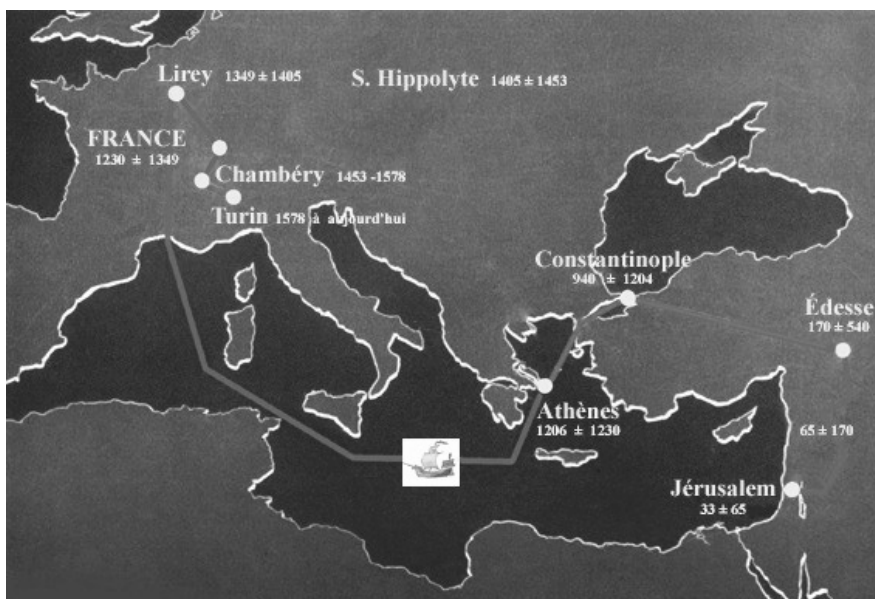 Lirey 1349 ± 1405
S. Hippolyte 1405 ± 1453
FRANCE
1230 ± 1349
Chambéry 1453 -1578
Turin 1578 à aujourd'hui
Constantinople
940 ± 1204
Édesse
170 ± 540
Athènes
1206 ± 1230
65 ± 170
Jérusalem
33 ± 65